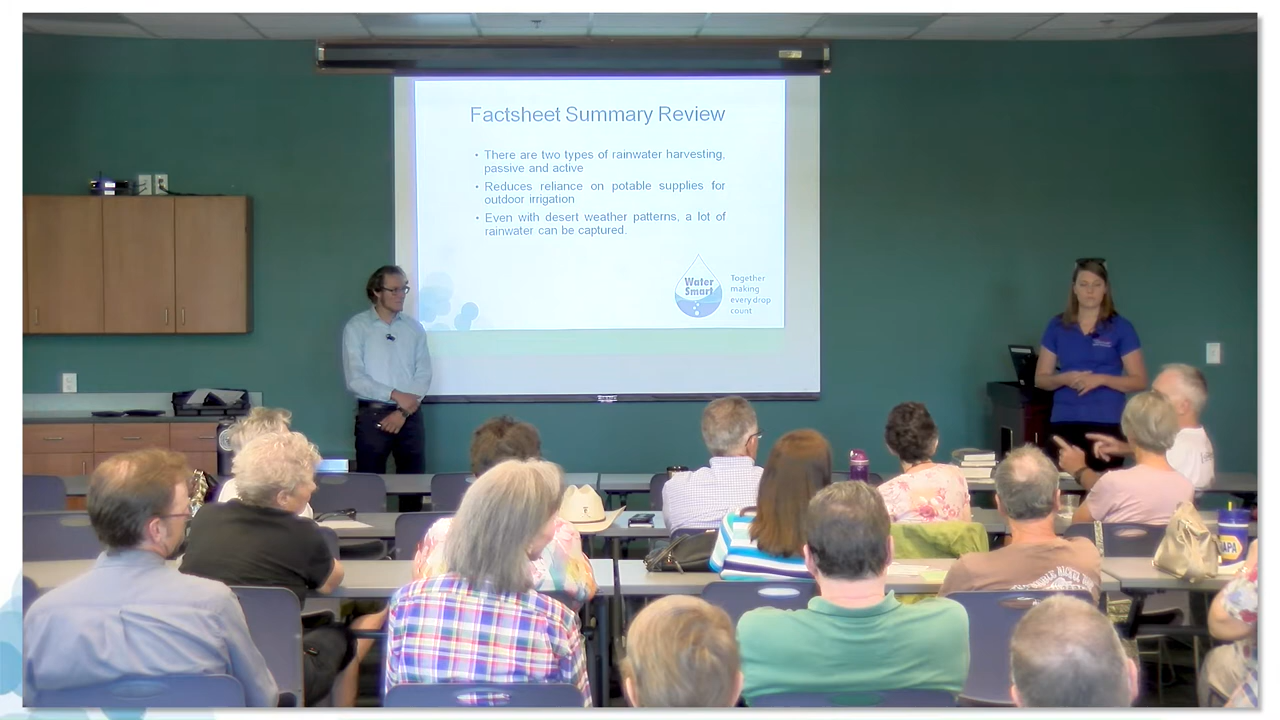 Factsheet Summary Review
• There are two types of rainwater harvesting,
passive and active
• Reduces reliance on potable supplies for
outdoor irrigation
• Even with desert weather patterns, a lot of
rainwater can be captured.
Water
Smart
Together
making
every drop
count
NAPA